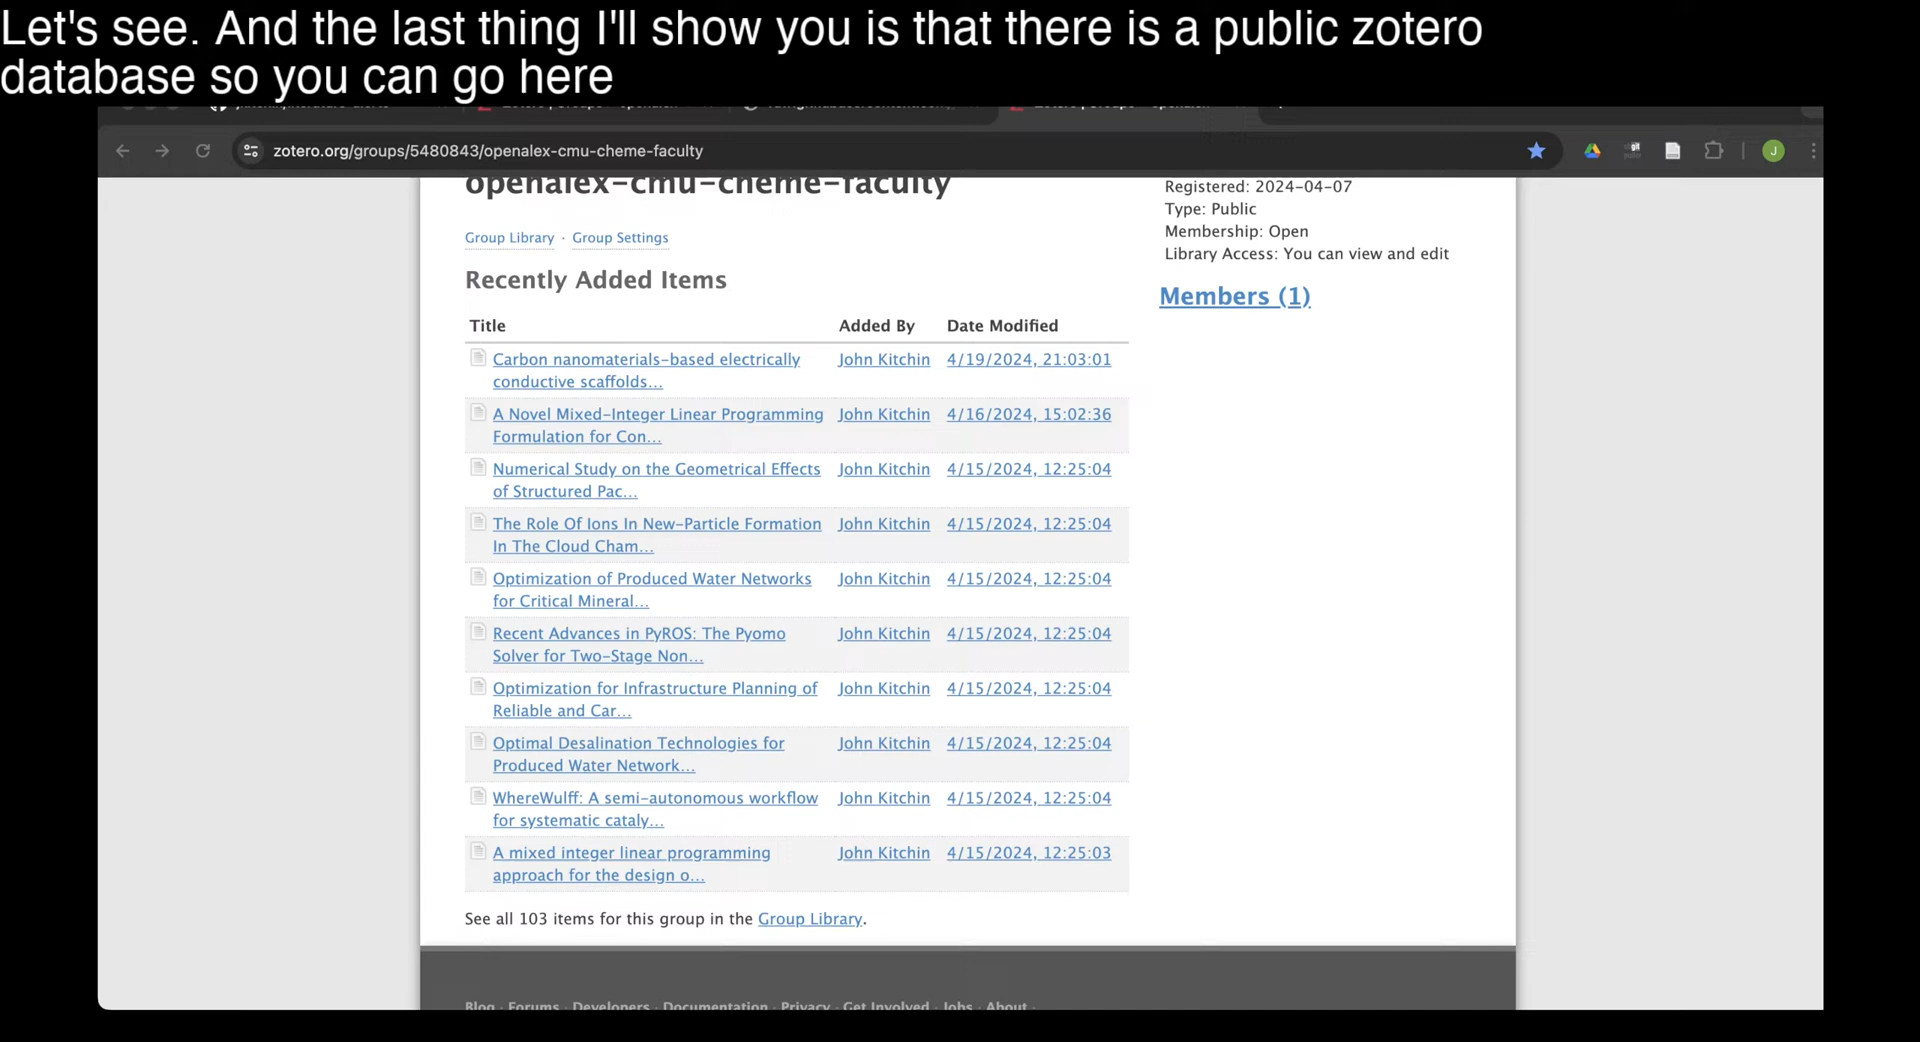 Let's see. And the last thing I'll show you is that there is a public zotero
database so you can go here
zotero.org/groups/5480843/openalex-cmu-cheme-faculty
J
openalex-cmu-cheme-faculty
Group Library · Group Settings
Recently Added Items
Title Added By Date Modified
Carbon nanomaterials-based electrically
conductive scaffolds... John Kitchin 4/19/2024, 21:03:01
A Novel Mixed-Integer Linear Programming
Formulation for Con... John Kitchin 4/16/2024, 15:02:36
Numerical Study on the Geometrical Effects
of Structured Pac... John Kitchin 4/15/2024, 12:25:04
The Role Of Ions In New-Particle Formation
In The Cloud Cham... John Kitchin 4/15/2024, 12:25:04
Optimization of Produced Water Networks
for Critical Mineral... John Kitchin 4/15/2024, 12:25:04
Recent Advances in PyROS: The Pyomo
Solver for Two-Stage Non... John Kitchin 4/15/2024, 12:25:04
Optimization for Infrastructure Planning of
Reliable and Car... John Kitchin 4/15/2024, 12:25:04
Optimal Desalination Technologies for
Produced Water Network... John Kitchin 4/15/2024, 12:25:04
WhereWulff: A semi-autonomous workflow
for systematic cataly... John Kitchin 4/15/2024, 12:25:04
A mixed integer linear programming
approach for the design o... John Kitchin 4/15/2024, 12:25:03
See all 103 items for this group in the Group Library.
Registered: 2024-04-07
Type: Public
Membership: Open
Library Access: You can view and edit
Members (1)
Blog · Forums · Developers · Documentation · Privacy · Get Involved · Jobs · About